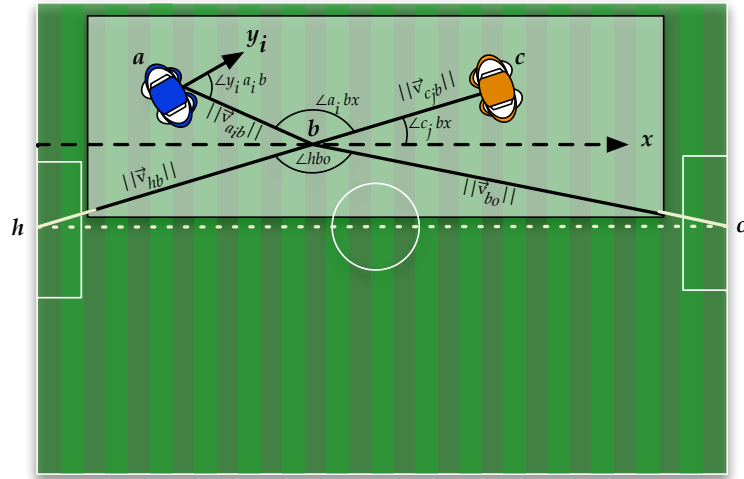 a
y_i
c
∠y_i a_i b
∠a_i bx
||v⃗_{c_j b}||
||v⃗_{a_i b}||
b
∠c_j bx
x
∠hbo
||v⃗_{hb}||
||v⃗_{bo}||
h
o